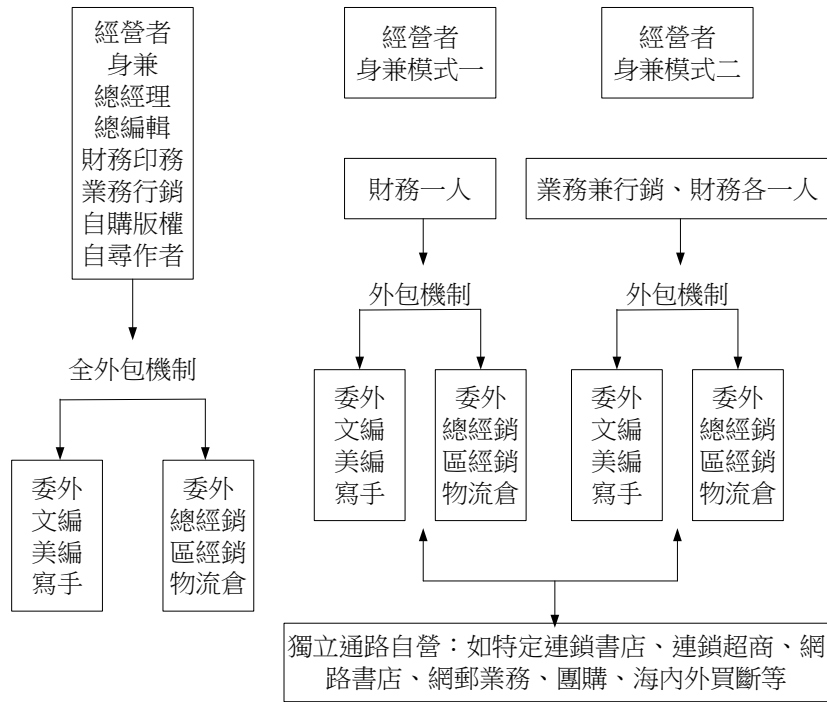 經營者
身兼
總經理
總編輯
財務印務
業務行銷
自購版權
自尋作者
全外包機制
委外
文編
美編
寫手
委外
總經銷
區經銷
物流倉
經營者
身兼模式一
財務一人
外包機制
委外
文編
美編
寫手
委外
總經銷
區經銷
物流倉
經營者
身兼模式二
業務兼行銷、財務各一人
外包機制
委外
文編
美編
寫手
委外
總經銷
區經銷
物流倉
獨立通路自營：如特定連鎖書店、連鎖超商、網
路書店、網郵業務、團購、海內外買斷等